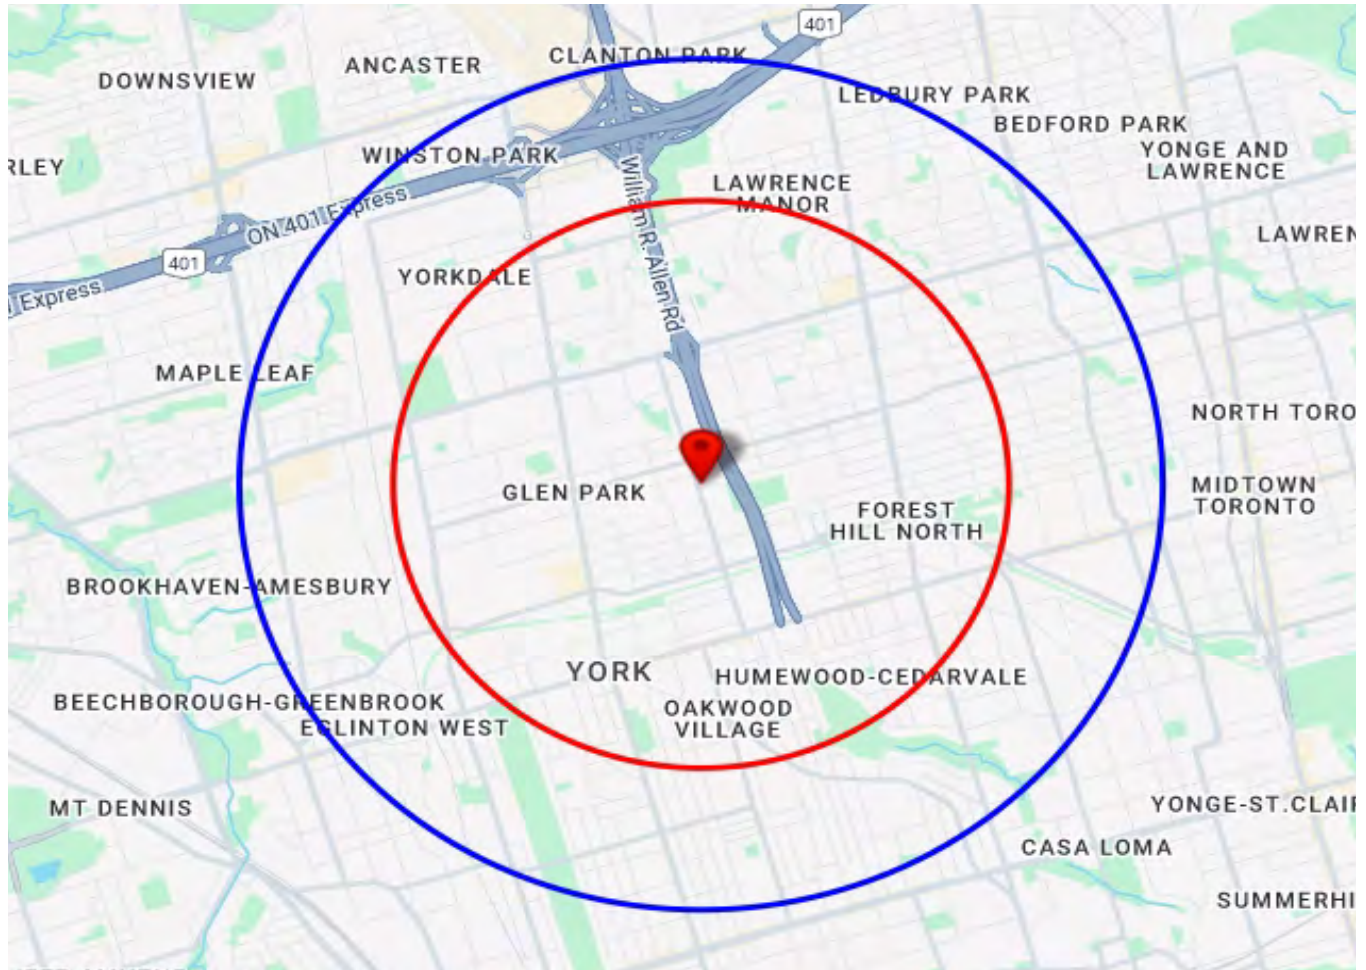 401
CLANTON PARK
ANCASTER
DOWNSVIEW
LEDBURY PARK
BEDFORD PARK
YONGE AND
LAWRENCE
WINSTON PARK
RLEY
LAWRENCE
MANOR
William R. Allen Rd
ON 401 Express
LAWREN
401
YORKDALE
Express
MAPLE LEAF
NORTH TORO
GLEN PARK
MIDTOWN
TORONTO
FOREST
HILL NORTH
BROOKHAVEN-AMESBURY
YORK
HUMEWOOD-CEDARVALE
BEECHBOROUGH-GREENBROOK
OAKWOOD
VILLAGE
EGLINTON WEST
MT DENNIS
YONGE-ST.CLAIR
CASA LOMA
SUMMERHI